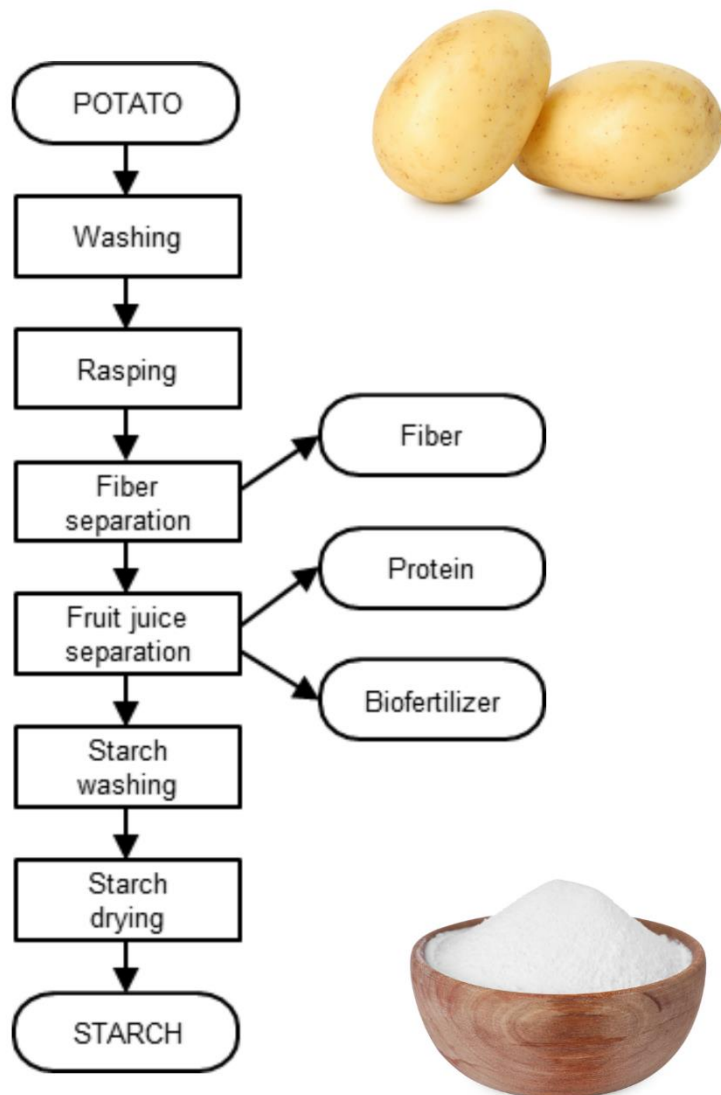 POTATO
Washing
Rasping
Fiber
separation
Fiber
Fruit juice
separation
Protein
Biofertilizer
Starch
washing
Starch
drying
STARCH